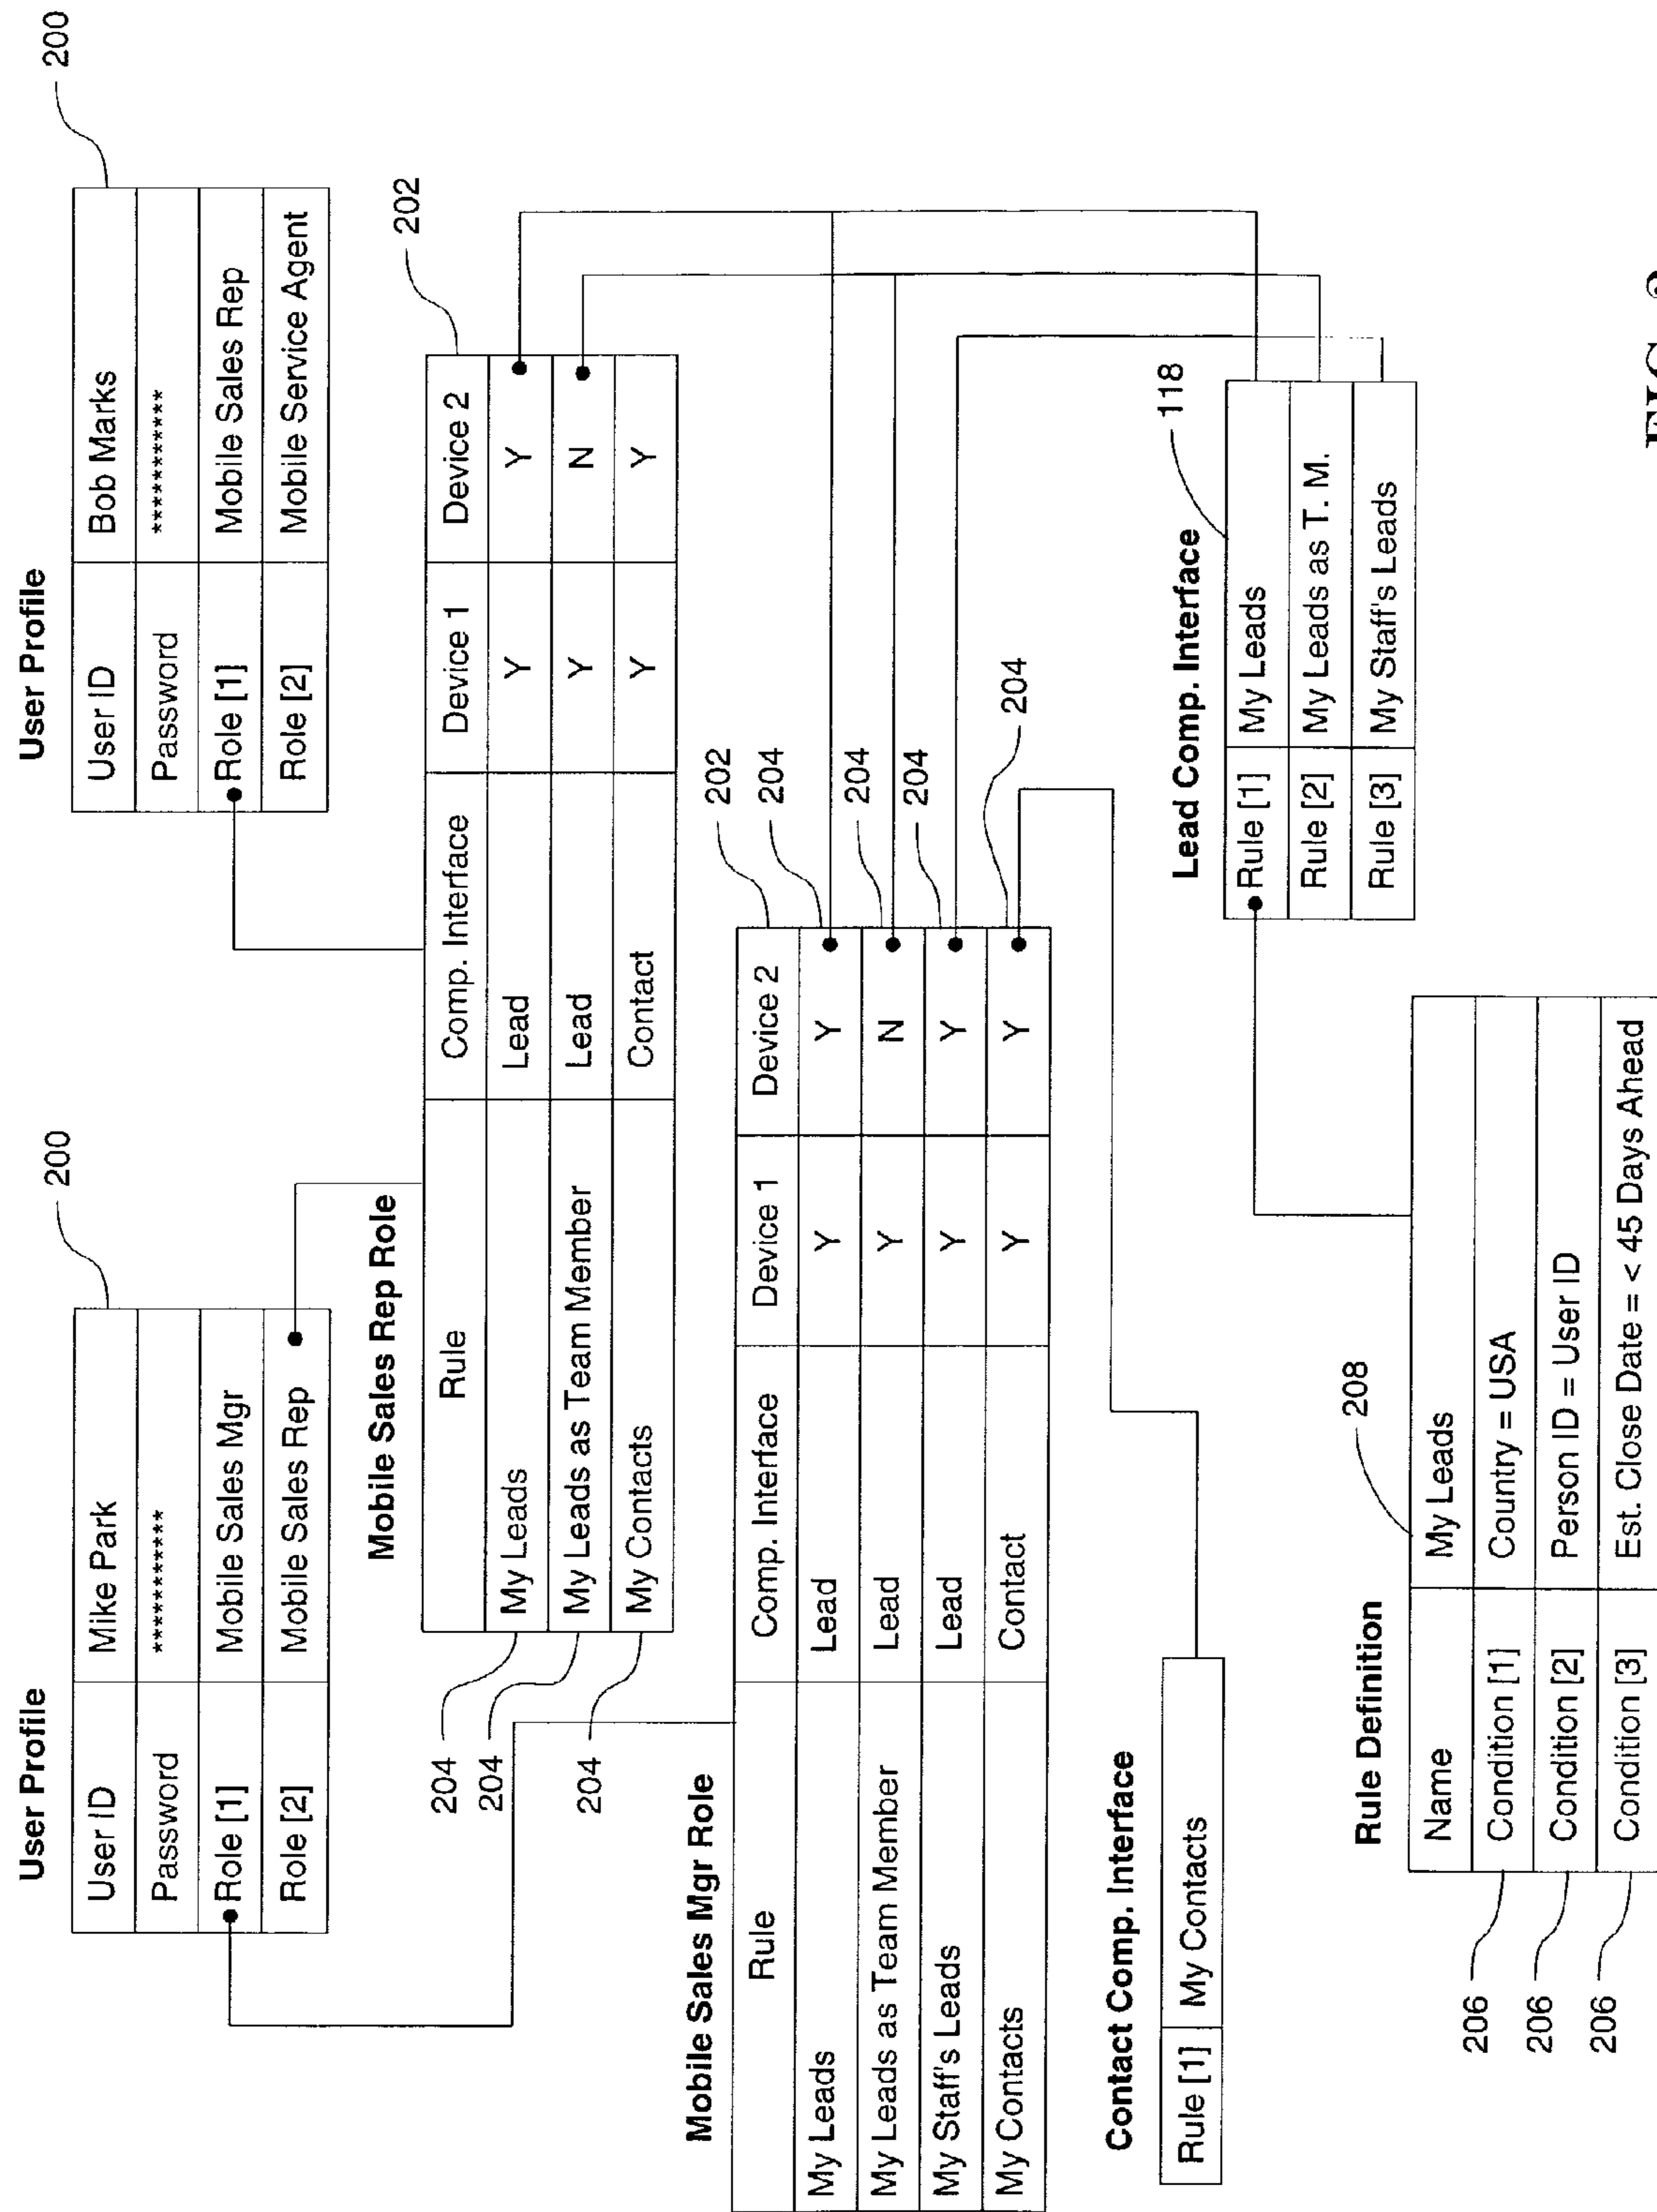 User Profile
200
User ID Mike Park
Password **********
Role [1] Mobile Sales Mgr
Role [2] Mobile Sales Rep
User Profile
200
User ID Bob Marks
Password **********
Role [1] Mobile Sales Rep
Role [2] Mobile Service Agent
Mobile Sales Rep Role
202
Rule Comp. Interface Device 1 Device 2
204 My Leads Lead Y Y
204 My Leads as Team Member Lead Y N
204 My Contacts Contact Y Y
Mobile Sales Mgr Role
202
Rule Comp. Interface Device 1 Device 2
My Leads Lead Y Y 204
My Leads as Team Member Lead Y N 204
My Staff's Leads Lead Y Y 204
My Contacts Contact Y Y 204
Contact Comp. Interface
Rule [1] My Contacts
Lead Comp. Interface
118
Rule [1] My Leads
Rule [2] My Leads as T. M.
Rule [3] My Staff's Leads
Rule Definition
208
Name My Leads
206 Condition [1] Country = USA
206 Condition [2] Person ID = User ID
206 Condition [3] Est. Close Date = < 45 Days Ahead